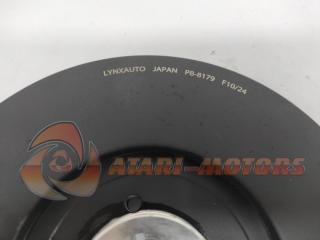 LYNXAUTO JAPAN PB-8179 F10/24
ATARI-MOTORS